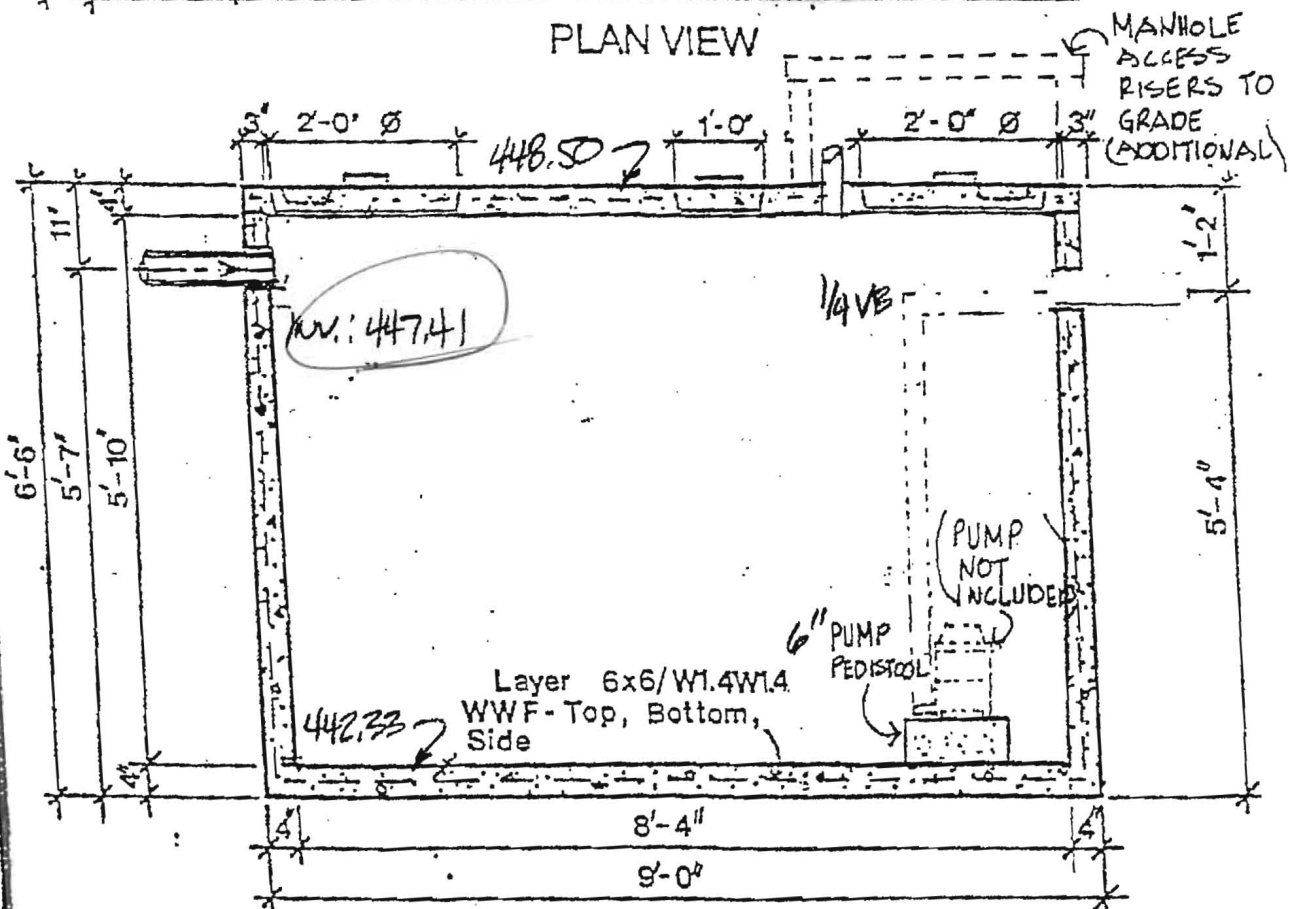 PLAN VIEW
MANHOLE
ACCESS
RISERS TO
GRADE
(ADDITIONAL)
3" 2'-0" Ø 1'-0" 2'-0" Ø 3"
448.50
11" 4" 1'-2"
INV.: 447.41
1/4 VB
6'-6" 5'-7" 5'-10" 5'-4"
(PUMP
NOT
INCLUDED)
6" PUMP
PEDISTOOL
Layer 6x6/W1.4W1.4
WWF-Top, Bottom,
Side
442.33
4"
4" 8'-4" 4"
9'-0"